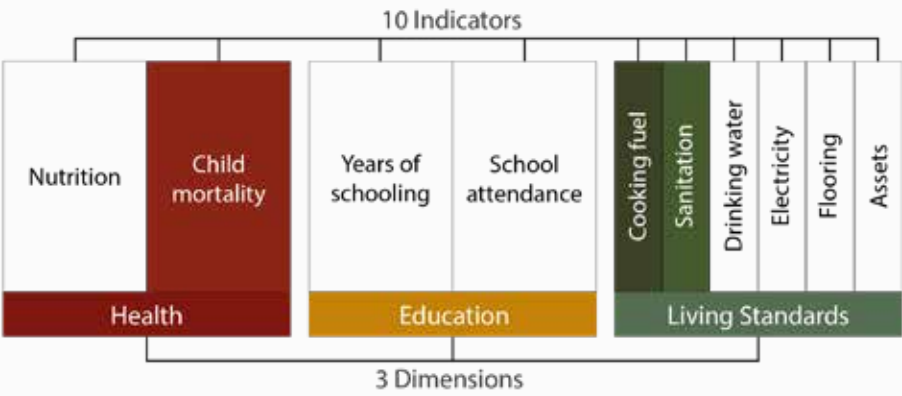 10 Indicators
Nutrition
Child
mortality
Years of
schooling
School
attendance
Cooking fuel
Sanitation
Drinking water
Electricity
Flooring
Assets
Health
Education
Living Standards
3 Dimensions